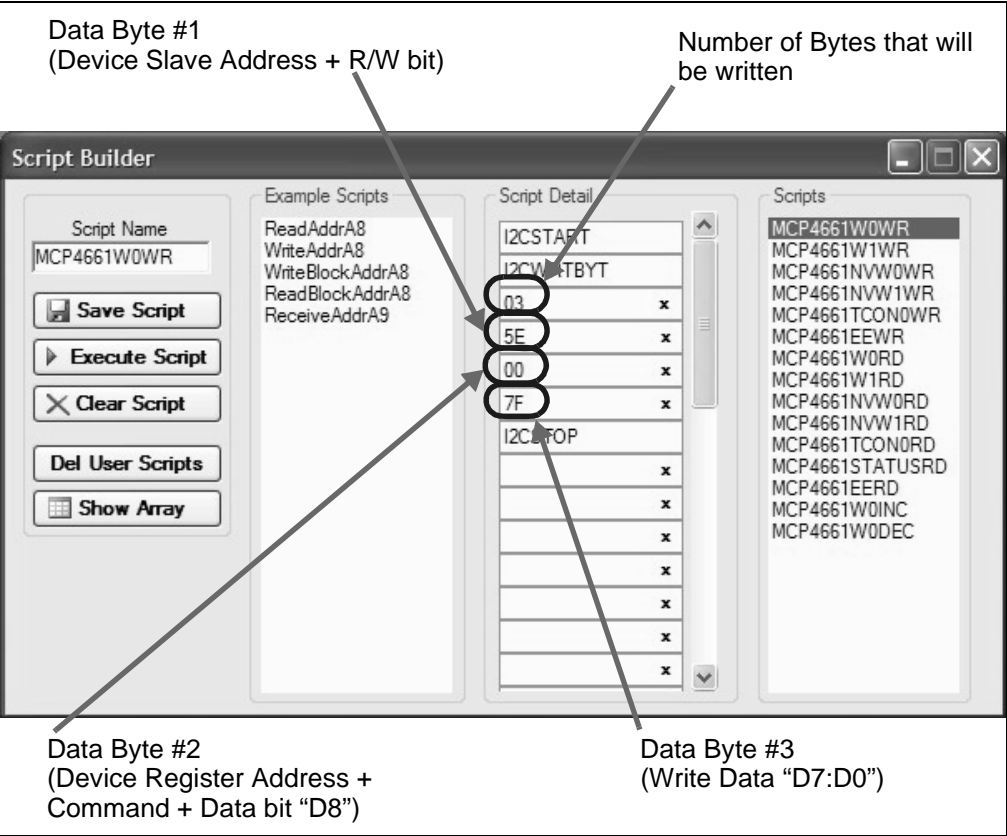 Data Byte #1
(Device Slave Address + R/W bit)
Number of Bytes that will
be written
Script Builder
Script Name
MCP4661W0WR
Save Script
Execute Script
Clear Script
Del User Scripts
Show Array
Example Scripts
ReadAddrA8
WriteAddrA8
WriteBlockAddrA8
ReadBlockAddrA8
ReceiveAddrA9
Script Detail
I2CSTART
03 x
5E x
00 x
7F x
x
x
x
x
x
x
x
Scripts
MCP4661W0WR
MCP4661W1WR
MCP4661NVW0WR
MCP4661NVW1WR
MCP4661TCON0WR
MCP4661EEWR
MCP4661W0RD
MCP4661W1RD
MCP4661NVW0RD
MCP4661NVW1RD
MCP4661TCON0RD
MCP4661STATUSRD
MCP4661EERD
MCP4661W0INC
MCP4661W0DEC
Data Byte #2
(Device Register Address +
Command + Data bit “D8”)
Data Byte #3
(Write Data “D7:D0”)